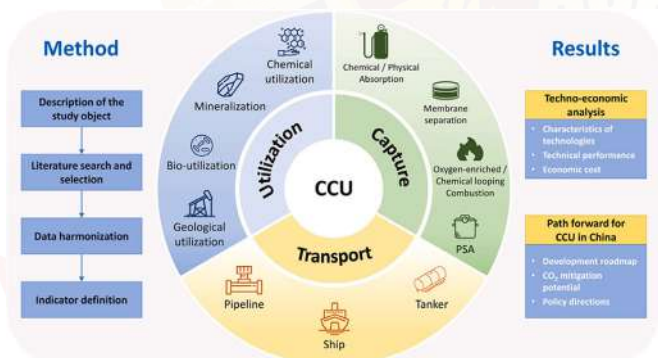 Method
Description of the
study object
Literature search and
selection
Data harmonization
Indicator definition
Chemical
utilization
Mineralization
Bio-utilization
Geological
utilization
Utilization
Chemical / Physical
Absorption
Membrane
separation
Oxygen-enriched /
Chemical looping
Combustion
PSA
Capture
CCU
Transport
Pipeline
Ship
Tanker
Results
Techno-economic
analysis
• Characteristics of
technologies
• Technical performance
• Economic cost
Path forward for
CCU in China
• Development roadmap
• CO₂ mitigation
potential
• Policy directions